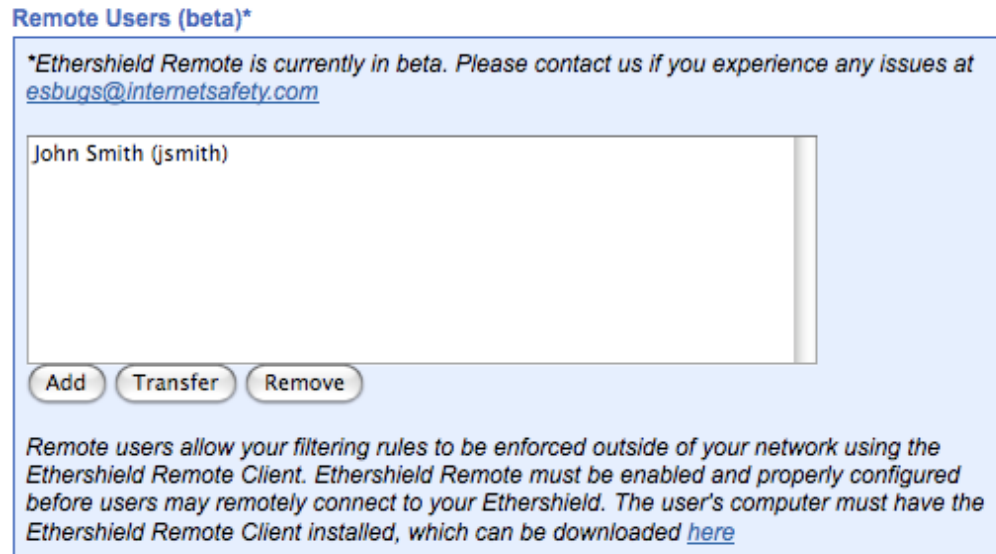 Remote Users (beta)*
*Ethershield Remote is currently in beta. Please contact us if you experience any issues at
esbugs@internetsafety.com
John Smith (jsmith)
Add Transfer Remove
Remote users allow your filtering rules to be enforced outside of your network using the
Ethershield Remote Client. Ethershield Remote must be enabled and properly configured
before users may remotely connect to your Ethershield. The user's computer must have the
Ethershield Remote Client installed, which can be downloaded here